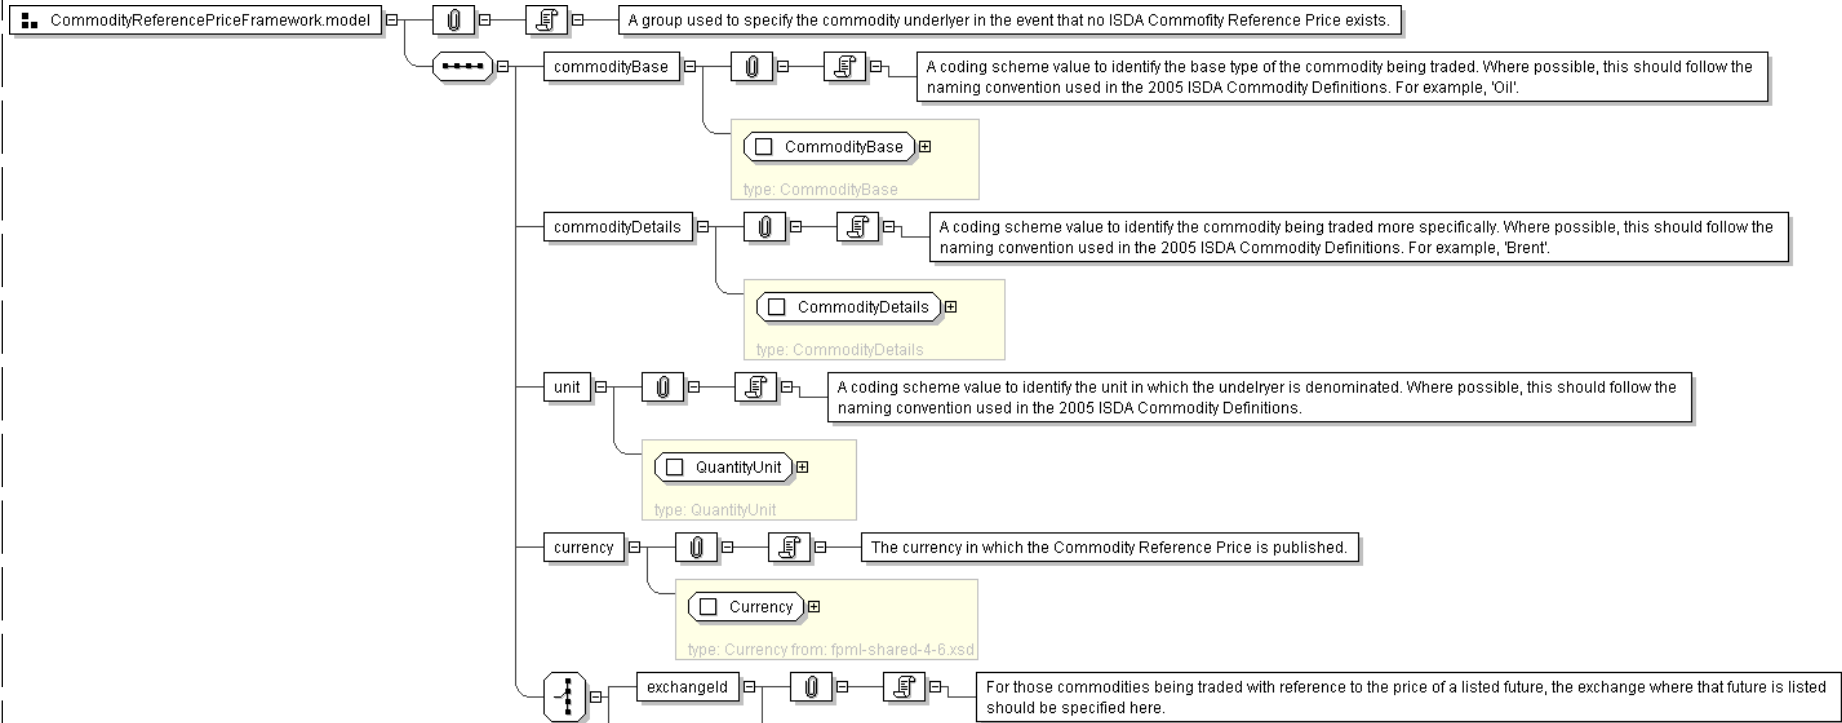 CommodityReferencePriceFramework.model
A group used to specify the commodity underlyer in the event that no ISDA Commofity Reference Price exists.
commodityBase
A coding scheme value to identify the base type of the commodity being traded. Where possible, this should follow the
naming convention used in the 2005 ISDA Commodity Definitions. For example, 'Oil'.
CommodityBase
type: CommodityBase
commodityDetails
A coding scheme value to identify the commodity being traded more specifically. Where possible, this should follow the
naming convention used in the 2005 ISDA Commodity Definitions. For example, 'Brent'.
CommodityDetails
type: CommodityDetails
unit
A coding scheme value to identify the unit in which the undelryer is denominated. Where possible, this should follow the
naming convention used in the 2005 ISDA Commodity Definitions.
QuantityUnit
type: QuantityUnit
currency
The currency in which the Commodity Reference Price is published.
Currency
type: Currency from: fpml-shared-4-6.xsd
exchangeId
For those commodities being traded with reference to the price of a listed future, the exchange where that future is listed
should be specified here.